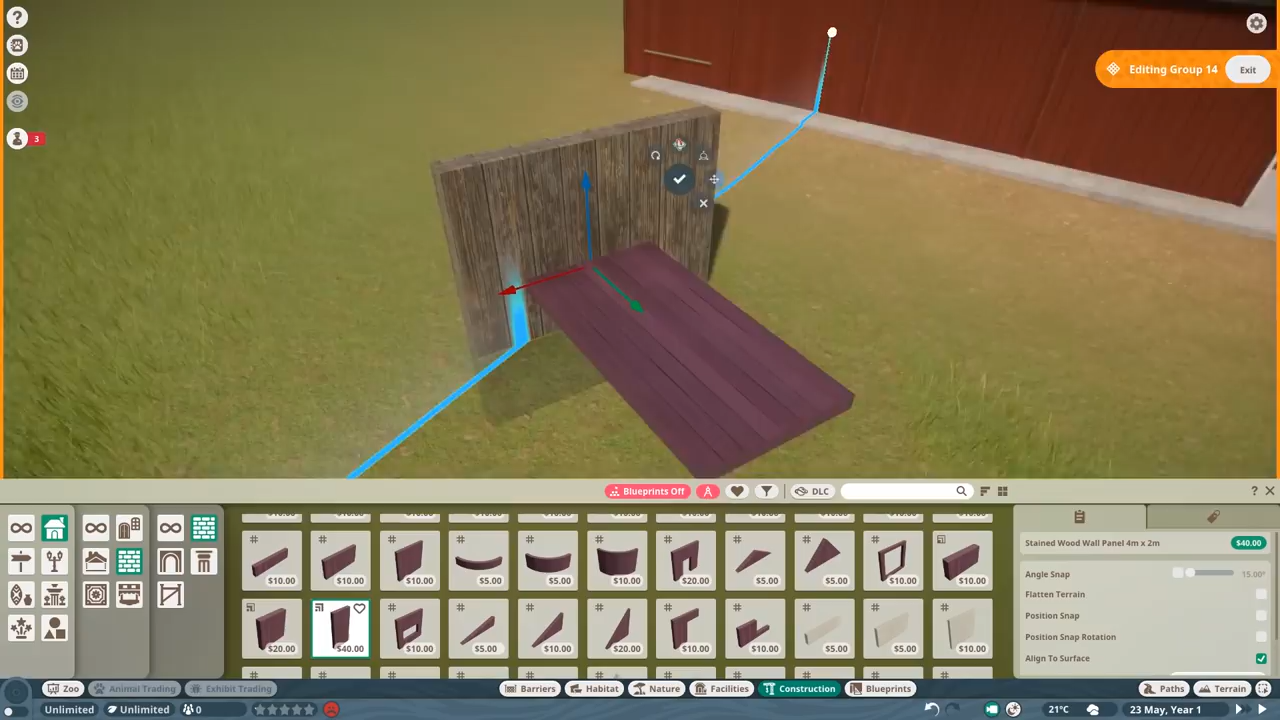 ?
Editing Group 14
Exit
3
Blueprints Off
DLC
?
$10.00 $10.00 $10.00 $5.00 $5.00 $10.00 $20.00 $5.00 $5.00 $10.00 $10.00
$20.00 $40.00 $10.00 $5.00 $10.00 $20.00 $10.00 $10.00 $5.00 $5.00 $5.00
Stained Wood Wall Panel 4m x 2m $40.00
Angle Snap 15.00°
Flatten Terrain
Position Snap
Position Snap Rotation
Align To Surface
Zoo Animal Trading Exhibit Trading Barriers Habitat Nature Facilities Construction Blueprints Paths Terrain
Unlimited Unlimited 0 21°C 23 May, Year 1